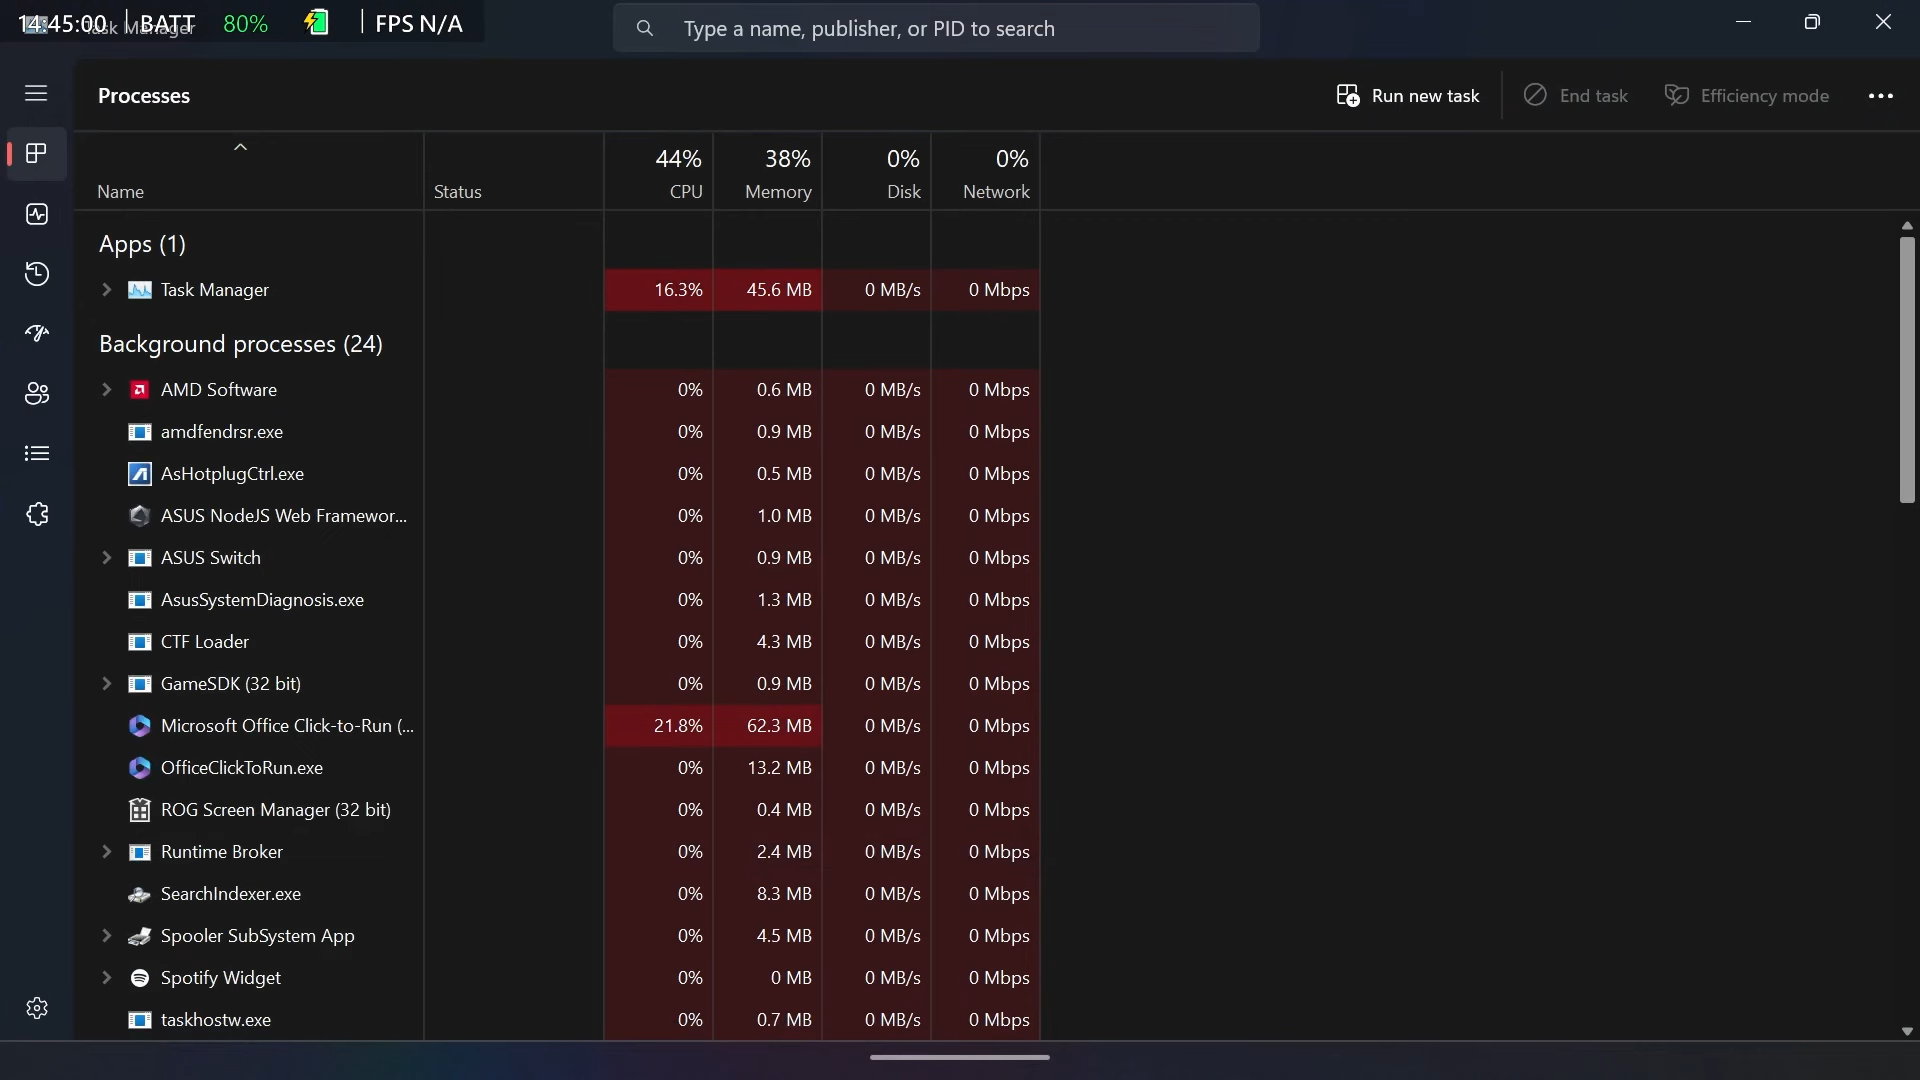 14:45:00 | BATT 80% | FPS N/A
Task Manager
Type a name, publisher, or PID to search
Processes
Run new task
End task
Efficiency mode
Name Status 44% CPU 38% Memory 0% Disk 0% Network
Apps (1)
Task Manager 16.3% 45.6 MB 0 MB/s 0 Mbps
Background processes (24)
AMD Software 0% 0.6 MB 0 MB/s 0 Mbps
amdfendrsr.exe 0% 0.9 MB 0 MB/s 0 Mbps
AsHotplugCtrl.exe 0% 0.5 MB 0 MB/s 0 Mbps
ASUS NodeJS Web Framewor... 0% 1.0 MB 0 MB/s 0 Mbps
ASUS Switch 0% 0.9 MB 0 MB/s 0 Mbps
AsusSystemDiagnosis.exe 0% 1.3 MB 0 MB/s 0 Mbps
CTF Loader 0% 4.3 MB 0 MB/s 0 Mbps
GameSDK (32 bit) 0% 0.9 MB 0 MB/s 0 Mbps
Microsoft Office Click-to-Run (... 21.8% 62.3 MB 0 MB/s 0 Mbps
OfficeClickToRun.exe 0% 13.2 MB 0 MB/s 0 Mbps
ROG Screen Manager (32 bit) 0% 0.4 MB 0 MB/s 0 Mbps
Runtime Broker 0% 2.4 MB 0 MB/s 0 Mbps
SearchIndexer.exe 0% 8.3 MB 0 MB/s 0 Mbps
Spooler SubSystem App 0% 4.5 MB 0 MB/s 0 Mbps
Spotify Widget 0% 0 MB 0 MB/s 0 Mbps
taskhostw.exe 0% 0.7 MB 0 MB/s 0 Mbps